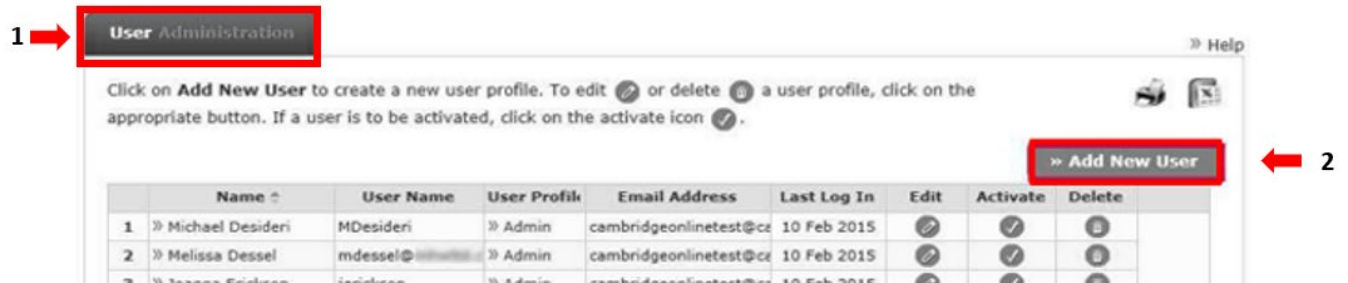 1
User Administration
» Help
Click on Add New User to create a new user profile. To edit or delete a user profile, click on the
appropriate button. If a user is to be activated, click on the activate icon .
» Add New User
2
Name User Name User Profile Email Address Last Log In Edit Activate Delete
1 » Michael Desideri MDesideri » Admin cambridgeonlinetest@ca 10 Feb 2015
2 » Melissa Dessel mdessel@ » Admin cambridgeonlinetest@ca 10 Feb 2015